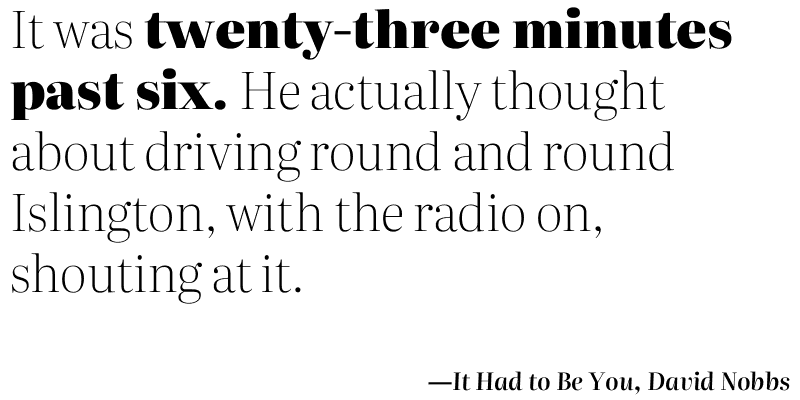 It was twenty-three minutes
past six. He actually thought
about driving round and round
Islington, with the radio on,
shouting at it.
—It Had to Be You, David Nobbs